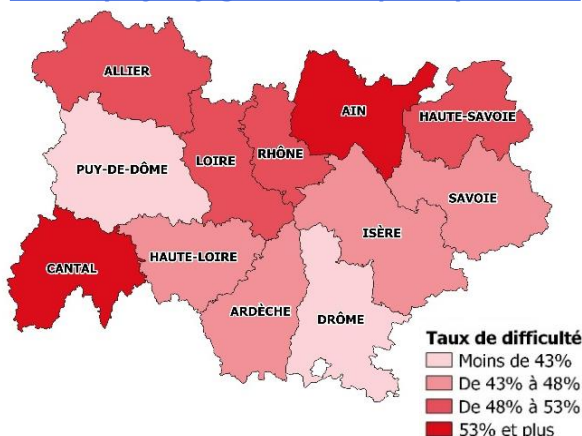 ALLIER
AIN
HAUTE-SAVOIE
PUY-DE-DÔME
LOIRE
RHÔNE
SAVOIE
ISÈRE
CANTAL
HAUTE-LOIRE
ARDÈCHE
DRÔME
Taux de difficulté
Moins de 43%
De 43% à 48%
De 48% à 53%
53% et plus